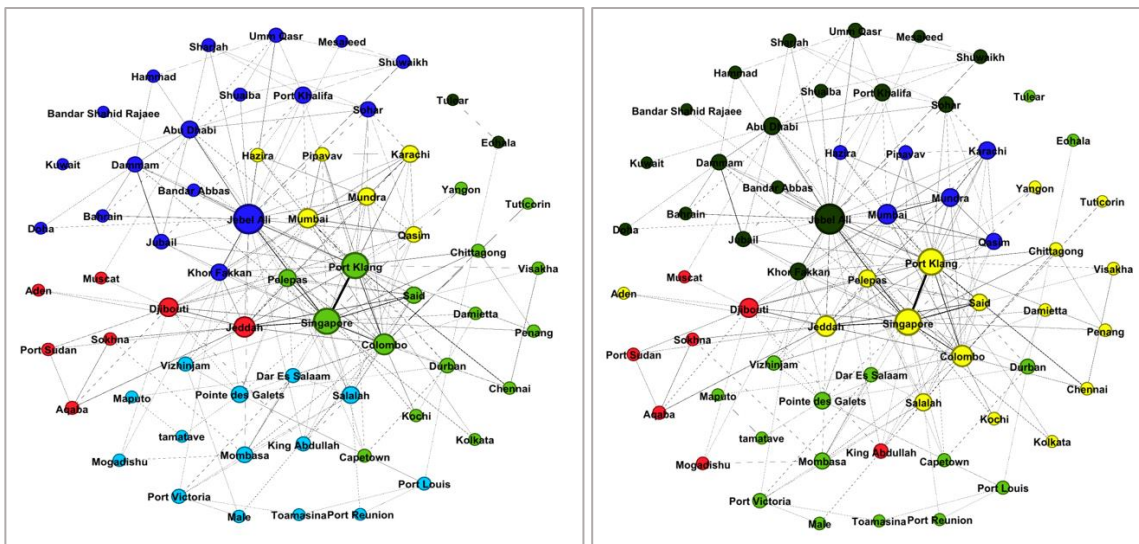 Umm Qasr
Sharjah
Mesaieed
Shuwaikh
Hammad
Shuaiba
Port Khalifa
Tulear
Bandar Shahid Rajaee
Sohar
Abu Dhabi
Eohala
Kuwait
Dammam
Hazira
Pipavav
Karachi
Bandar Abbas
Yangon
Mundra
Tuticorin
Doha
Bahrain
Jebel Ali
Mumbai
Jubail
Qasim
Chittagong
Khor Fakkan
Port Klang
Visakha
Muscat
Pelepas
Aden
Said
Djibouti
Damietta
Jeddah
Singapore
Penang
Sokhna
Colombo
Port Sudan
Vizhinjam
Durban
Dar Es Salaam
Chennai
Maputo
Pointe des Galets
Salalah
Aqaba
Kochi
tamatave
Kolkata
King Abdullah
Mogadishu
Mombasa
Capetown
Port Louis
Port Victoria
Male
Toamasina
Port Reunion
Umm Qasr
Sharjah
Mesaieed
Shuwaikh
Hammad
Shuaiba
Port Khalifa
Tulear
Bandar Shahid Rajaee
Sohar
Abu Dhabi
Eohala
Kuwait
Dammam
Hazira
Pipavav
Karachi
Bandar Abbas
Yangon
Mundra
Tuticorin
Doha
Bahrain
Jebel Ali
Mumbai
Jubail
Qasim
Chittagong
Khor Fakkan
Port Klang
Visakha
Muscat
Pelepas
Aden
Said
Djibouti
Damietta
Jeddah
Singapore
Penang
Sokhna
Colombo
Port Sudan
Vizhinjam
Durban
Dar Es Salaam
Chennai
Maputo
Pointe des Galets
Salalah
Aqaba
Kochi
tamatave
Kolkata
King Abdullah
Mogadishu
Mombasa
Capetown
Port Louis
Port Victoria
Male
Toamasina
Port Reunion